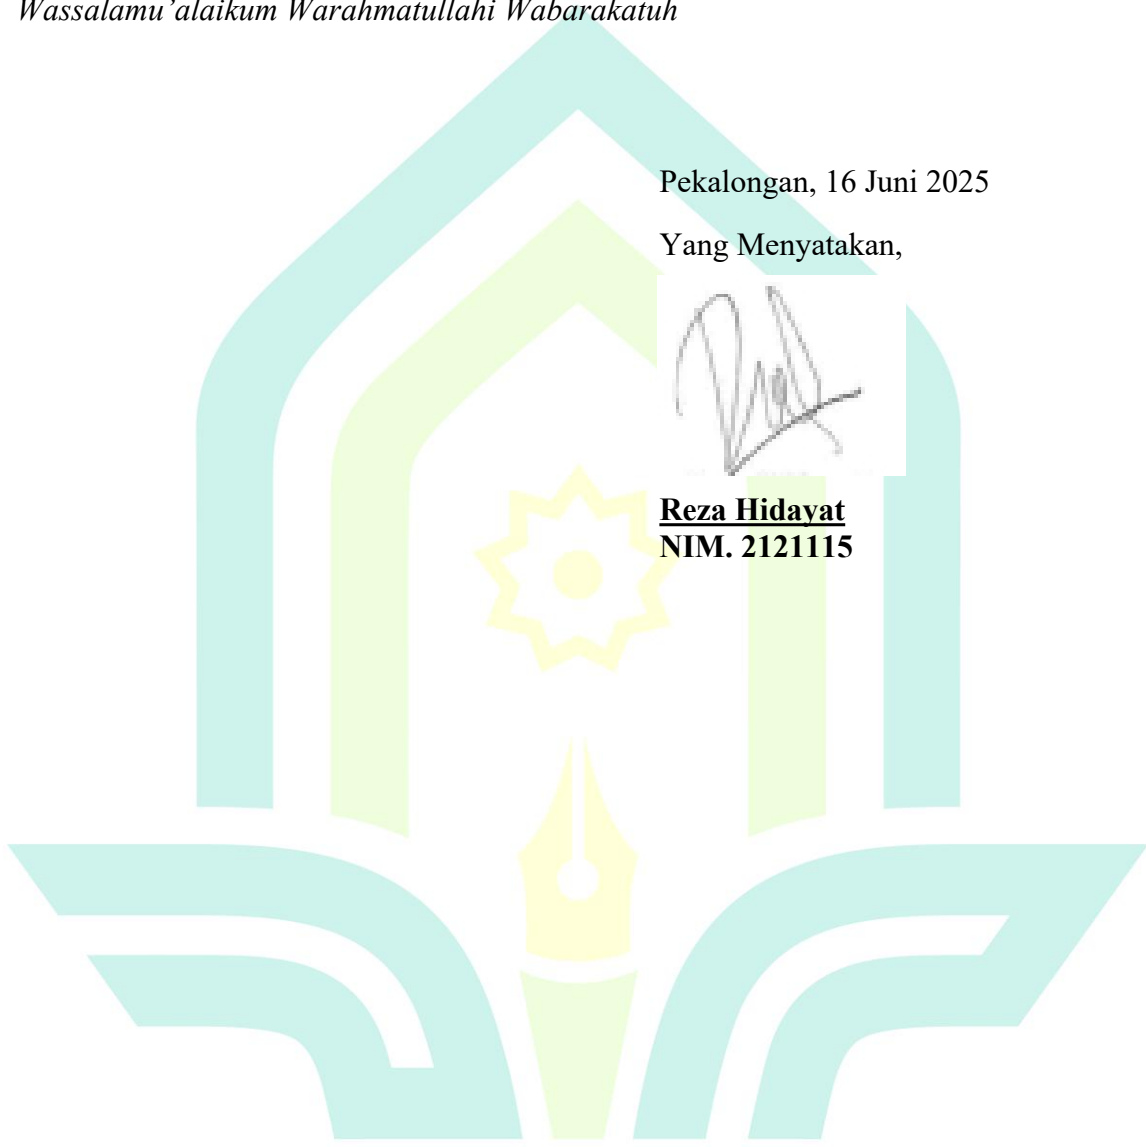 Wassalamu’alaikum Warahmatullahi Wabarakatuh
Pekalongan, 16 Juni 2025
Yang Menyatakan,
Reza Hidayat
NIM. 2121115